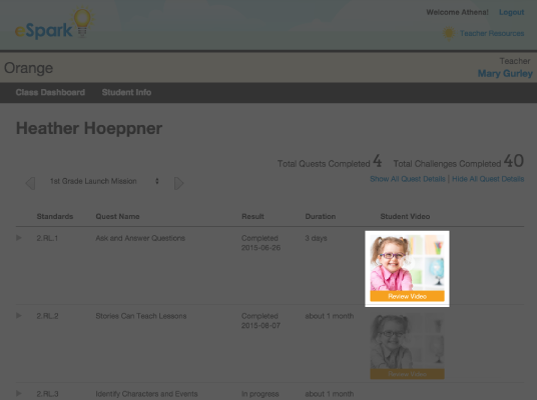 Welcome Athena! Logout
eSpark
Teacher Resources
Orange
Teacher
Mary Gurley
Class Dashboard Student Info
Heather Hoeppner
Total Quests Completed 4 Total Challenges Completed 40
1st Grade Launch Mission
Show All Quest Details | Hide All Quest Details
Standards Quest Name Result Duration Student Video
2.RL.1 Ask and Answer Questions Completed 3 days
2015-06-26
Review Video
2.RL.2 Stories Can Teach Lessons Completed about 1 month
2015-08-07
Review Video
2.RL.3 Identify Characters and Events In progress about 1 month